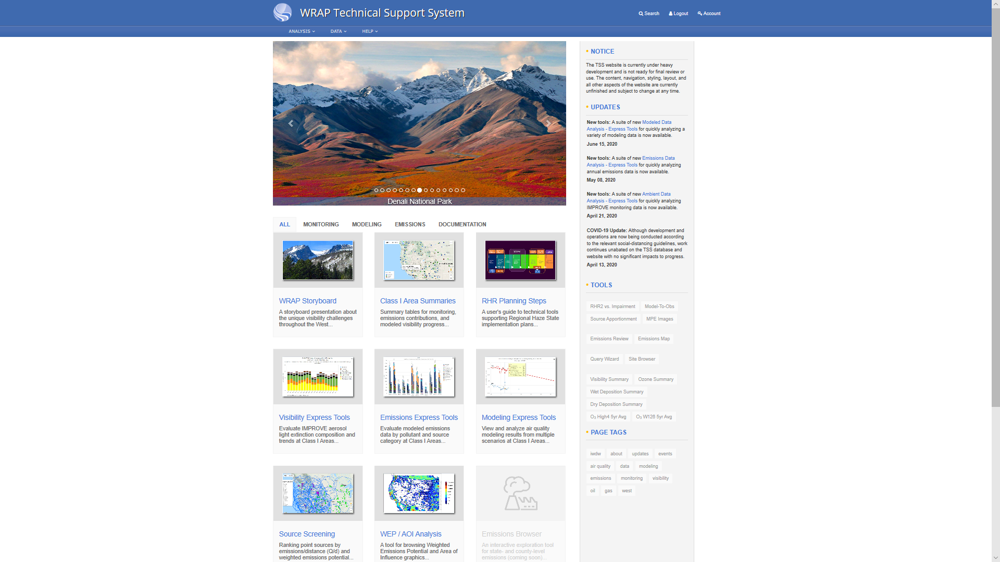 WRAP Technical Support System
Search Logout Account
ANALYSIS DATA HELP
Denali National Park
ALL MONITORING MODELING EMISSIONS DOCUMENTATION
WRAP Storyboard
A storyboard presentation about
the unique visibility challenges
throughout the West...
Class I Area Summaries
Summary tables for monitoring,
emissions contributions, and
modeled visibility progress...
RHR Planning Steps
A user's guide to technical tools
supporting Regional Haze State
implementation plans...
Visibility Express Tools
Evaluate IMPROVE aerosol
light extinction composition and
trends at Class I Areas...
Emissions Express Tools
Evaluate modeled emissions
data by pollutant and source
category at Class I Areas...
Modeling Express Tools
View and analyze air quality
modeling results from multiple
scenarios at Class I Areas...
Source Screening
Ranking point sources by
emissions/distance (Q/d) and
weighted emissions potential...
WEP / AOI Analysis
A tool for browsing Weighted
Emissions Potential and Area of
Influence graphics...
Emissions Browser
An interactive exploration tool
for state- and county-level
emissions (coming soon)...
NOTICE
The TSS website is currently under heavy
development and is not ready for final review or
use. The content, navigation, styling, layout, and
all other aspects of the website are currently
unfinished and subject to change at any time.
UPDATES
New tools: A suite of new Modeled Data
Analysis - Express Tools for quickly analyzing a
variety of modeling data is now available.
June 15, 2020
New tools: A suite of new Emissions Data
Analysis - Express Tools for quickly analyzing
annual emissions data is now available.
May 08, 2020
New tools: A suite of new Ambient Data
Analysis - Express Tools for quickly analyzing
IMPROVE monitoring data is now available.
April 21, 2020
COVID-19 Update: Although development and
operations are now being conducted according
to the relevant social-distancing guidelines, work
continues unabated on the TSS database and
website with no significant impacts to progress.
April 13, 2020
TOOLS
RHR2 vs. Impairment Model-To-Obs
Source Apportionment MPE Images
Emissions Review Emissions Map
Query Wizard Site Browser
Visibility Summary Ozone Summary
Wet Deposition Summary
Dry Deposition Summary
O3 High4 5yr Avg O3 W126 5yr Avg
PAGE TAGS
iwdw about updates events
air quality data modeling
emissions monitoring visibility
oil gas west